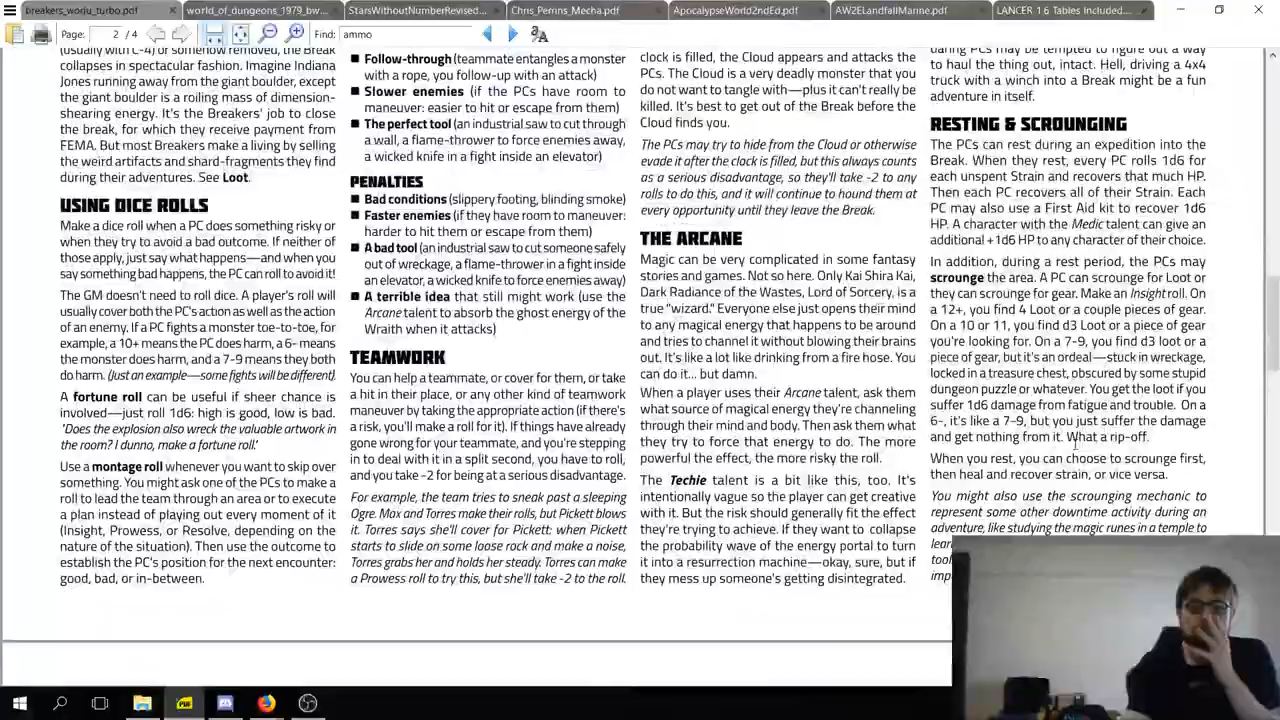 breakers_worju_turbo.pdf
world_of_dungeons_1979_bw...
StarsWithoutNumberRevised...
Chris_Perrins_Mecha.pdf
ApocalypseWorld2ndEd.pdf
AW2ELandfallMarine.pdf
LANCER 1.6 Tables Included....
Page: 2 / 4
Find: ammo
(usually with C-4) or somehow removed, the Break
collapses in spectacular fashion. Imagine Indiana
Jones running away from the giant boulder, except
the giant boulder is a roiling mass of dimension-
shearing energy. It's the Breakers' job to close
the break, for which they receive payment from
FEMA. But most Breakers make a living by selling
the weird artifacts and shard-fragments they find
during their adventures. See Loot.
USING DICE ROLLS
Make a dice roll when a PC does something risky or
when they try to avoid a bad outcome. If neither of
those apply, just say what happens—and when you
say something bad happens, the PC can roll to avoid it!
The GM doesn't need to roll dice. A player's roll will
usually cover both the PC's action as well as the action
of an enemy. If a PC fights a monster toe-to-toe, for
example, a 10+ means the PC does harm, a 6- means
the monster does harm, and a 7-9 means they both
do harm. (Just an example—some fights will be different).
A fortune roll can be useful if sheer chance is
involved—just roll 1d6: high is good, low is bad.
'Does the explosion also wreck the valuable artwork in
the room? I dunno, make a fortune roll.'
Use a montage roll whenever you want to skip over
something. You might ask one of the PCs to make a
roll to lead the team through an area or to execute
a plan instead of playing out every moment of it
(Insight, Prowess, or Resolve, depending on the
nature of the situation). Then use the outcome to
establish the PC's position for the next encounter:
good, bad, or in-between.
■ Follow-through (teammate entangles a monster
with a rope, you follow-up with an attack)
■ Slower enemies (if the PCs have room to
maneuver: easier to hit or escape from them)
■ The perfect tool (an industrial saw to cut through
a wall, a flame-thrower to force enemies away,
a wicked knife in a fight inside an elevator)
PENALTIES
■ Bad conditions (slippery footing, blinding smoke)
■ Faster enemies (if they have room to maneuver:
harder to hit them or escape from them)
■ A bad tool (an industrial saw to cut someone safely
out of wreckage, a flame-thrower in a fight inside
an elevator, a wicked knife to force enemies away)
■ A terrible idea that still might work (use the
Arcane talent to absorb the ghost energy of the
Wraith when it attacks)
TEAMWORK
You can help a teammate, or cover for them, or take
a hit in their place, or any other kind of teamwork
maneuver by taking the appropriate action (if there's
a risk, you'll make a roll for it). If things have already
gone wrong for your teammate, and you're stepping
in to deal with it in a split second, you have to roll,
and you take -2 for being at a serious disadvantage.
For example, the team tries to sneak past a sleeping
Ogre. Max and Torres make their rolls, but Pickett blows
it. Torres says she'll cover for Pickett: when Pickett
starts to slide on some loose rock and make a noise,
Torres grabs her and holds her steady. Torres can make
a Prowess roll to try this, but she'll take -2 to the roll.
clock is filled, the Cloud appears and attacks the
PCs. The Cloud is a very deadly monster that you
do not want to tangle with—plus it can't really be
killed. It's best to get out of the Break before the
Cloud finds you.
The PCs may try to hide from the Cloud or otherwise
evade it after the clock is filled, but this always counts
as a serious disadvantage, so they'll take -2 to any
rolls to do this, and it will continue to hound them at
every opportunity until they leave the Break.
THE ARCANE
Magic can be very complicated in some fantasy
stories and games. Not so here. Only Kai Shira Kai,
Dark Radiance of the Wastes, Lord of Sorcery, is a
true "wizard." Everyone else just opens their mind
to any magical energy that happens to be around
and tries to channel it without blowing their brains
out. It's like a lot like drinking from a fire hose. You
can do it... but damn.
When a player uses their Arcane talent, ask them
what source of magical energy they're channeling
through their mind and body. Then ask them what
they try to force that energy to do. The more
powerful the effect, the more risky the roll.
The Techie talent is a bit like this, too. It's
intentionally vague so the player can get creative
with it. But the risk should generally fit the effect
they're trying to achieve. If they want to collapse
the probability wave of the energy portal to turn
it into a resurrection machine—okay, sure, but if
they mess up someone's getting disintegrated.
daring PCs may be tempted to figure out a way
to haul the thing out, intact. Hell, driving a 4x4
truck with a winch into a Break might be a fun
adventure in itself.
RESTING & SCROUNGING
The PCs can rest during an expedition into the
Break. When they rest, every PC rolls 1d6 for
each unspent Strain and recovers that much HP.
Then each PC recovers all of their Strain. Each
PC may also use a First Aid kit to recover 1d6
HP. A character with the Medic talent can give an
additional +1d6 HP to any character of their choice.
In addition, during a rest period, the PCs may
scrounge the area. A PC can scrounge for Loot or
they can scrounge for gear. Make an Insight roll. On
a 12+, you find 4 Loot or a couple pieces of gear.
On a 10 or 11, you find d3 Loot or a piece of gear
you're looking for. On a 7-9, you find d3 loot or a
piece of gear, but it's an ordeal—stuck in wreckage,
locked in a treasure chest, obscured by some stupid
dungeon puzzle or whatever. You get the loot if you
suffer 1d6 damage from fatigue and trouble. On a
6-, it's like a 7-9, but you just suffer the damage
and get nothing from it. What a rip-off.
When you rest, you can choose to scrounge first,
then heal and recover strain, or vice versa.
You might also use the scrounging mechanic to
represent some other downtime activity during an
adventure, like studying the magic runes in a temple to
lear
tool
imp